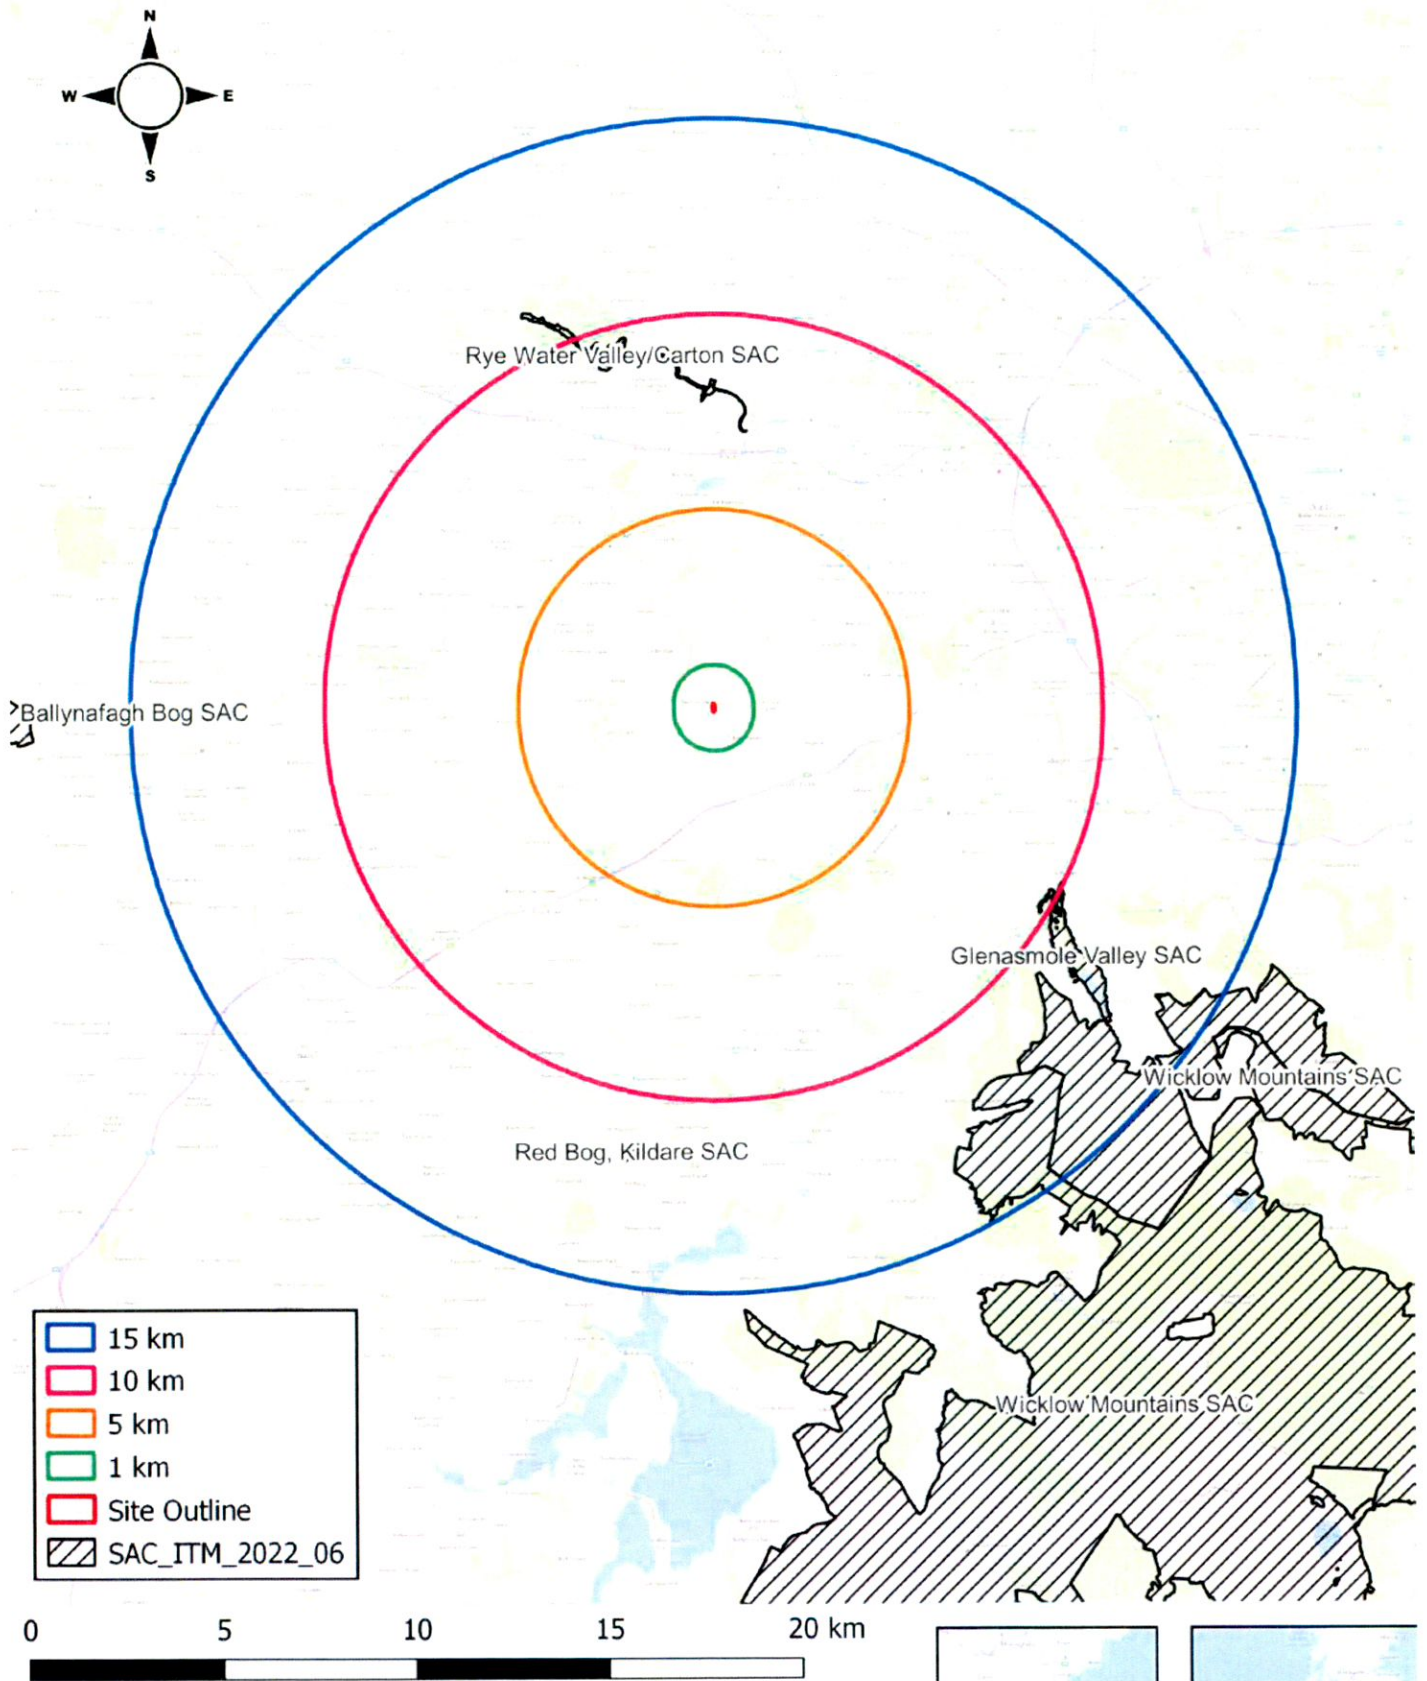 N
W E
S
Rye Water Valley/Carton SAC
Ballynafagh Bog SAC
Glenasmole Valley SAC
Wicklow Mountains SAC
Red Bog, Kildare SAC
Wicklow Mountains SAC
15 km
10 km
5 km
1 km
Site Outline
SAC_ITM_2022_06
0 5 10 15 20 km